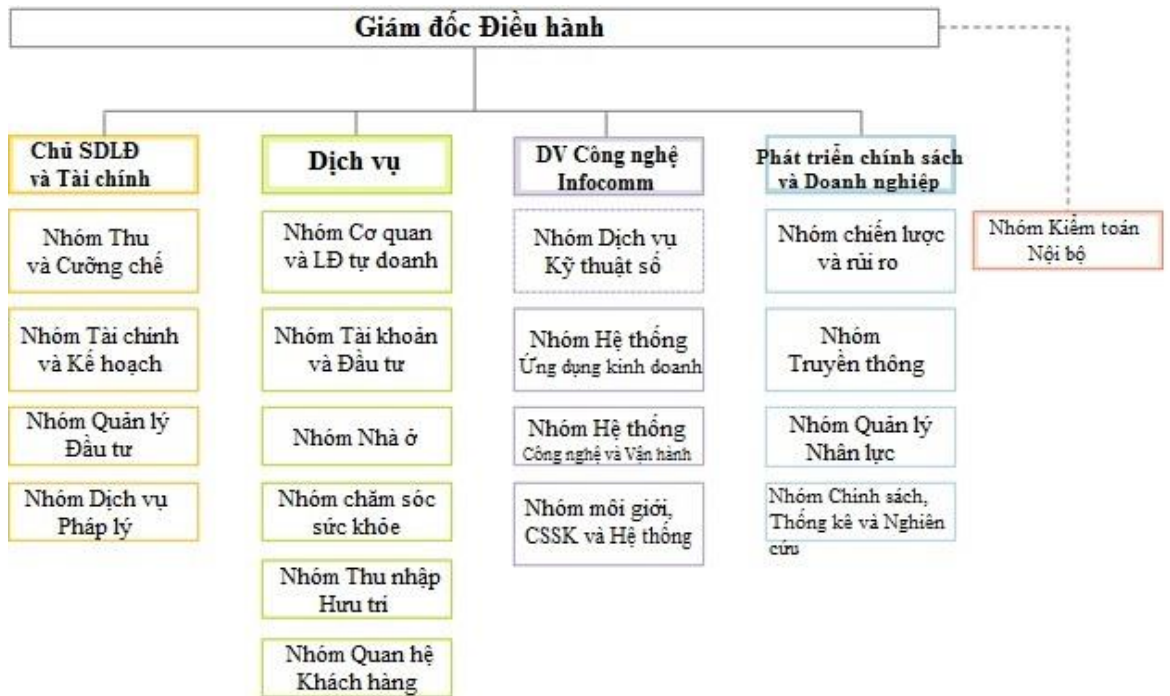 Giám đốc Điều hành
Chủ SDLĐ
và Tài chính
Nhóm Thu
và Cưỡng chế
Nhóm Tài chính
và Kế hoạch
Nhóm Quản lý
Đầu tư
Nhóm Dịch vụ
Pháp lý
Dịch vụ
Nhóm Cơ quan
và LĐ tự doanh
Nhóm Tài khoản
và Đầu tư
Nhóm Nhà ở
Nhóm chăm sóc
sức khỏe
Nhóm Thu nhập
Hưu trí
Nhóm Quan hệ
Khách hàng
DV Công nghệ
Infocomm
Nhóm Dịch vụ
Kỹ thuật số
Nhóm Hệ thống
Ứng dụng kinh doanh
Nhóm Hệ thống
Công nghệ và Vận hành
Nhóm môi giới,
CSSK và Hệ thống
Phát triển chính sách
và Doanh nghiệp
Nhóm chiến lược
và rủi ro
Nhóm
Truyền thông
Nhóm Quản lý
Nhân lực
Nhóm Chính sách,
Thống kê và Nghiên
cứu
Nhóm Kiểm toán
Nội bộ